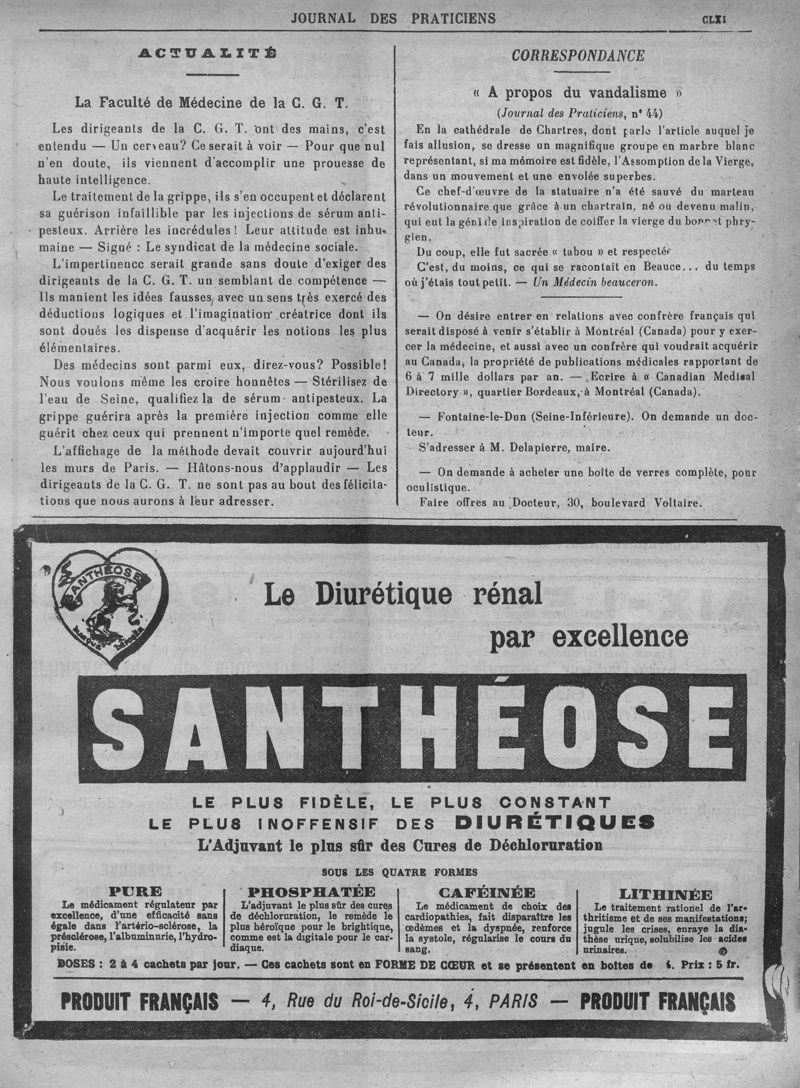 JOURNAL DES PRATICIENS
CLXI
ACTUALITÉ
La Faculté de Médecine de la C. G. T.
Les dirigeants de la C. G. T. ont des mains, c'est
entendu — Un cerveau? Ce serait à voir — Pour que nul
n'en doute, ils viennent d'accomplir une prouesse de
haute intelligence.
Le traitement de la grippe, ils s'en occupent et déclarent
sa guérison infaillible par les injections de sérum anti-
pesteux. Arrière les incrédules! Leur attitude est inhu-
maine — Signé : Le syndicat de la médecine sociale.
L'impertinence serait grande sans doute d'exiger des
dirigeants de la C. G. T. un semblant de compétence —
Ils manient les idées fausses avec un sens très exercé des
déductions logiques et l'imagination créatrice dont ils
sont doués les dispense d'acquérir les notions les plus
élémentaires.
Des médecins sont parmi eux, direz-vous? Possible!
Nous voulons même les croire honnêtes — Stérilisez de
l'eau de Seine, qualifiez la de sérum antipesteux. La
grippe guérira après la première injection comme elle
guérit chez ceux qui prennent n'importe quel remède.
L'affichage de la méthode devait couvrir aujourd'hui
les murs de Paris. — Hâtons-nous d'applaudir — Les
dirigeants de la C. G. T. ne sont pas au bout des félicita-
tions que nous aurons à leur adresser.
CORRESPONDANCE
« A propos du vandalisme »
(Journal des Praticiens, n° 44)
En la cathédrale de Chartres, dont parle l'article auquel je
fais allusion, se dresse un magnifique groupe en marbre blanc
représentant, si ma mémoire est fidèle, l'Assomption de la Vierge,
dans un mouvement et une envolée superbes.
Ce chef-d'œuvre de la statuaire n'a été sauvé du marteau
révolutionnaire que grâce à un chartrain, né ou devenu malin,
qui eut la géniale inspiration de coiffer la vierge du bonnet phry-
gien.
Du coup, elle fut sacrée « tabou » et respectée
C'est, du moins, ce qui se racontait en Beauce... du temps
où j'étais tout petit. — Un Médecin beauceron.
— On désire entrer en relations avec confrère français qui
serait disposé à venir s'établir à Montréal (Canada) pour y exer-
cer la médecine, et aussi avec un confrère qui voudrait acquérir
au Canada, la propriété de publications médicales rapportant de
6 à 7 mille dollars par an. — Ecrire à « Canadian Medical
Directory », quartier Bordeaux, à Montréal (Canada).
— Fontaine-le-Dun (Seine-Inférieure). On demande un doc-
teur.
S'adresser à M. Delapierre, maire.
— On demande à acheter une boîte de verres complète, pour
oculistique.
Faire offres au Docteur, 30, boulevard Voltaire.
SANTHÉOSE
Le Diurétique rénal
par excellence
SANTHÉOSE
LE PLUS FIDÈLE, LE PLUS CONSTANT
LE PLUS INOFFENSIF DES DIURÉTIQUES
L'Adjuvant le plus sûr des Cures de Déchloruration
SOUS LES QUATRE FORMES
PURE
Le médicament régulateur par
excellence, d'une efficacité sans
égale dans l'artério-sclérose, la
présclérose, l'albuminurie, l'hydro-
pisie.
PHOSPHATÉE
L'adjuvant le plus sûr des cures
de déchloruration, le remède le
plus héroïque pour le brightique,
comme est la digitale pour le car-
diaque.
CAFÉINÉE
Le médicament de choix des
cardiopathies, fait disparaître les
œdèmes et la dyspnée, renforce
la systole, régularise le cours du
sang.
LITHINÉE
Le traitement rationel de l'ar-
thritisme et de ses manifestations;
jugule les crises, enraye la dia-
thèse urique, solubilise les acides
urinaires.
DOSES : 2 à 4 cachets par jour. — Ces cachets sont en FORME DE CŒUR et se présentent en boîtes de 4. Prix : 5 fr.
PRODUIT FRANÇAIS — 4, Rue du Roi-de-Sicile, 4, PARIS — PRODUIT FRANÇAIS